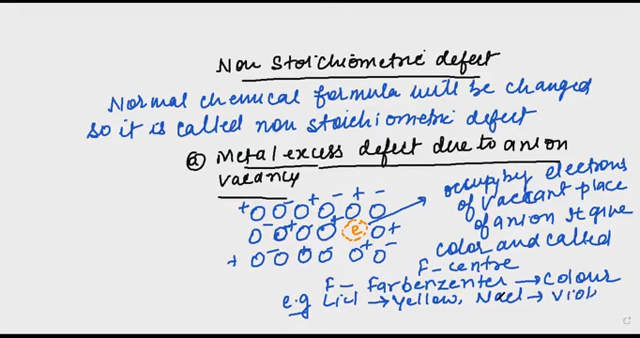 Non Stoichiometric defect
Normal chemical formula will be changed
so it is called non stoichiometric defect
a) Metal excess defect due to anion
vacancy
occupy by electrons
of vaccant place
of anion it give
color and called
F-centre
F- Farbenzenter → Colour
e.g LiCl → Yellow, Nacl → Viol
e